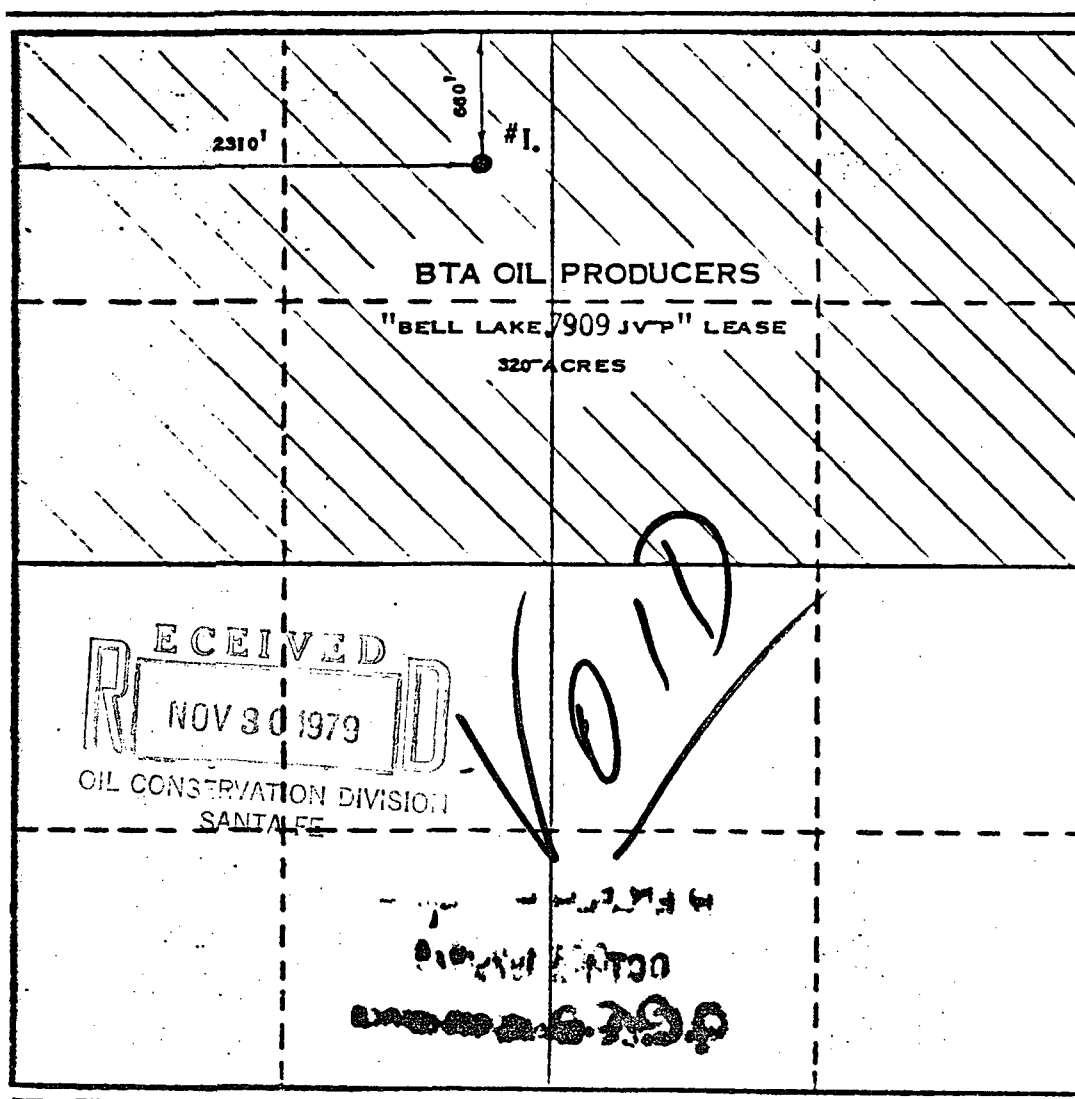 660'
2310'
#1.
BTA OIL PRODUCERS
"BELL LAKE, 7909 JV-P" LEASE
320-ACRES
VOID
RECEIVED
NOV 30 1979
OIL CONSERVATION DIVISION
SANTA FE